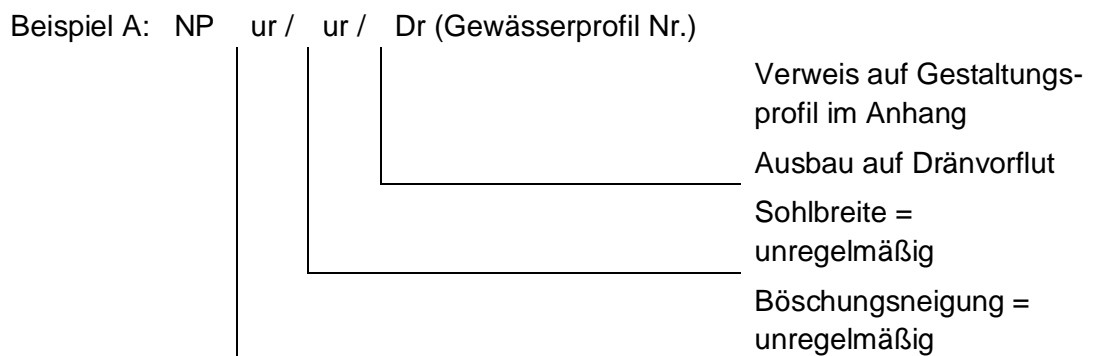 Beispiel A: NP ur / ur / Dr (Gewässerprofil Nr.)
Verweis auf Gestaltungs-
profil im Anhang
Ausbau auf Dränvorflut
Sohlbreite =
unregelmäßig
Böschungsneigung =
unregelmäßig